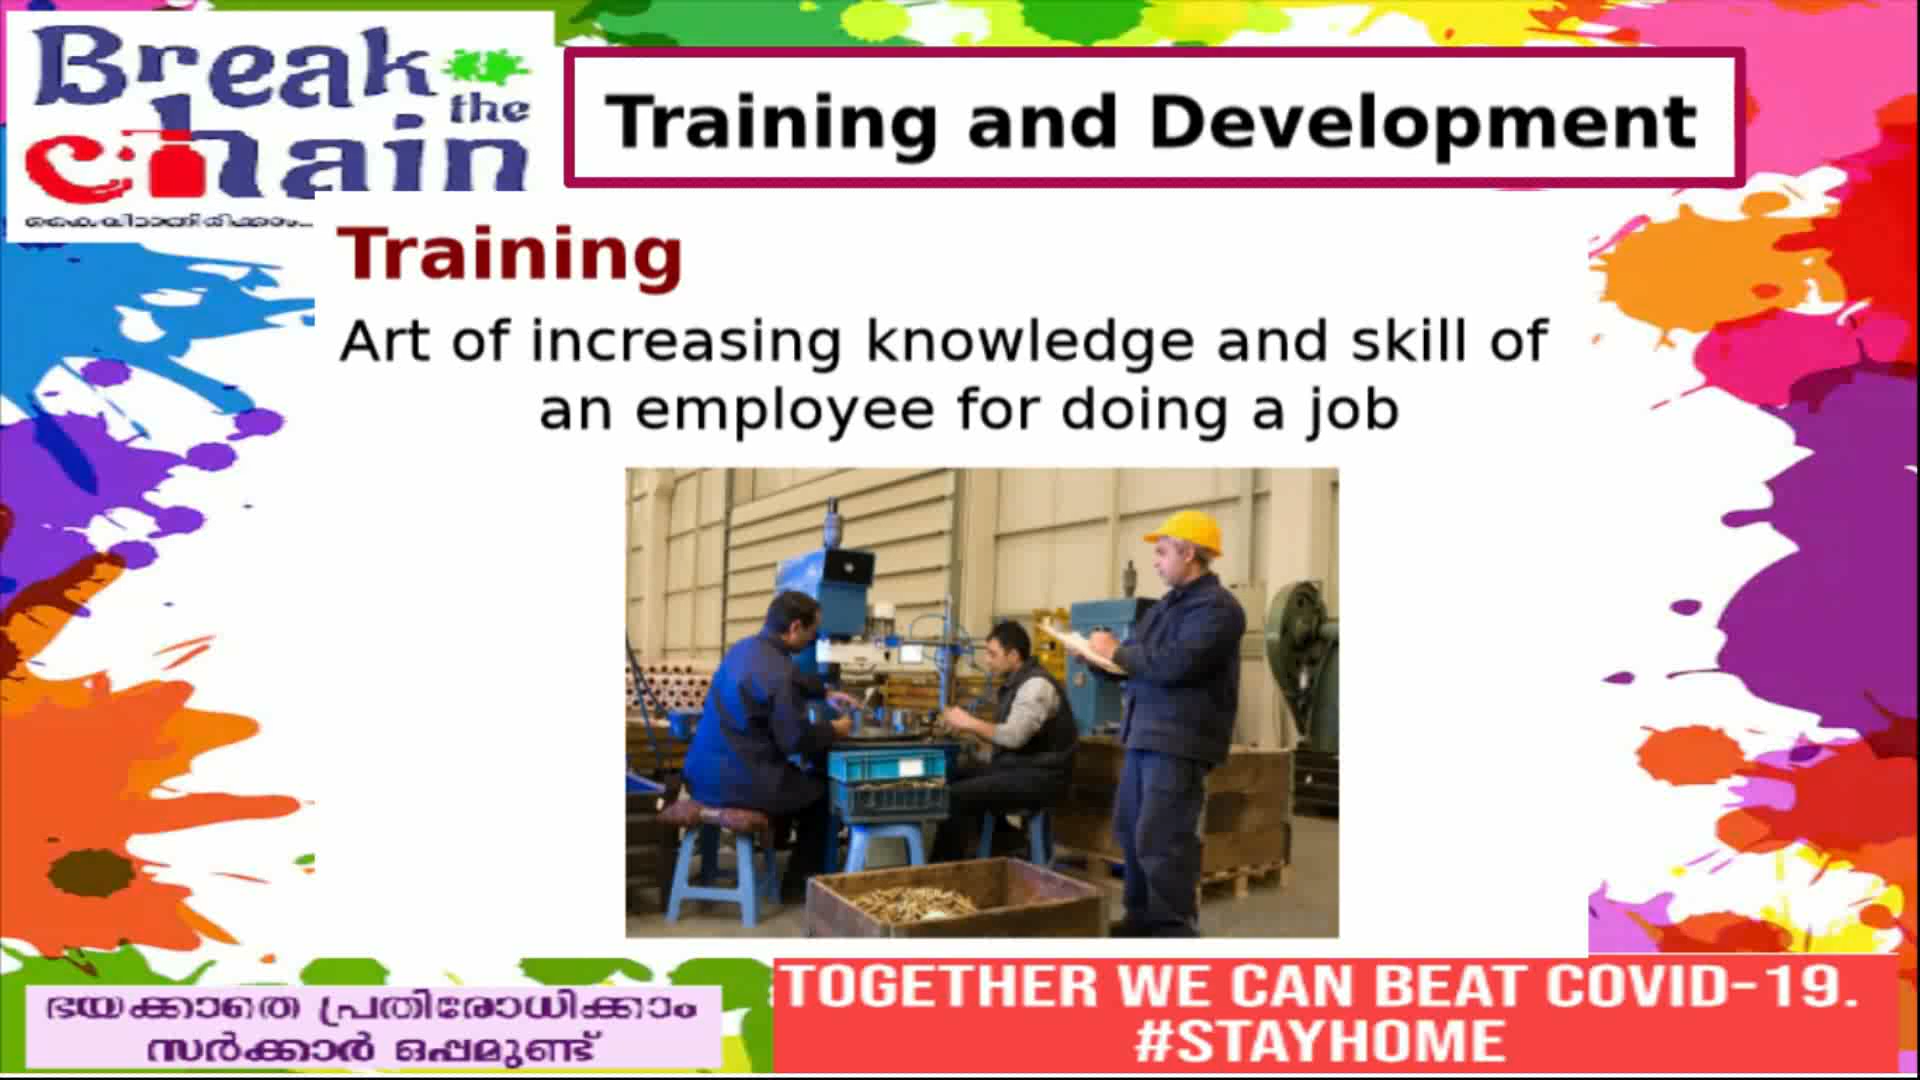 Break
the
chain
Training and Development
Training
Art of increasing knowledge and skill of
an employee for doing a job
ഭയക്കാതെ പ്രതിരോധിക്കാം
സർക്കാർ ഒപ്പമുണ്ട്
TOGETHER WE CAN BEAT COVID-19.
#STAYHOME